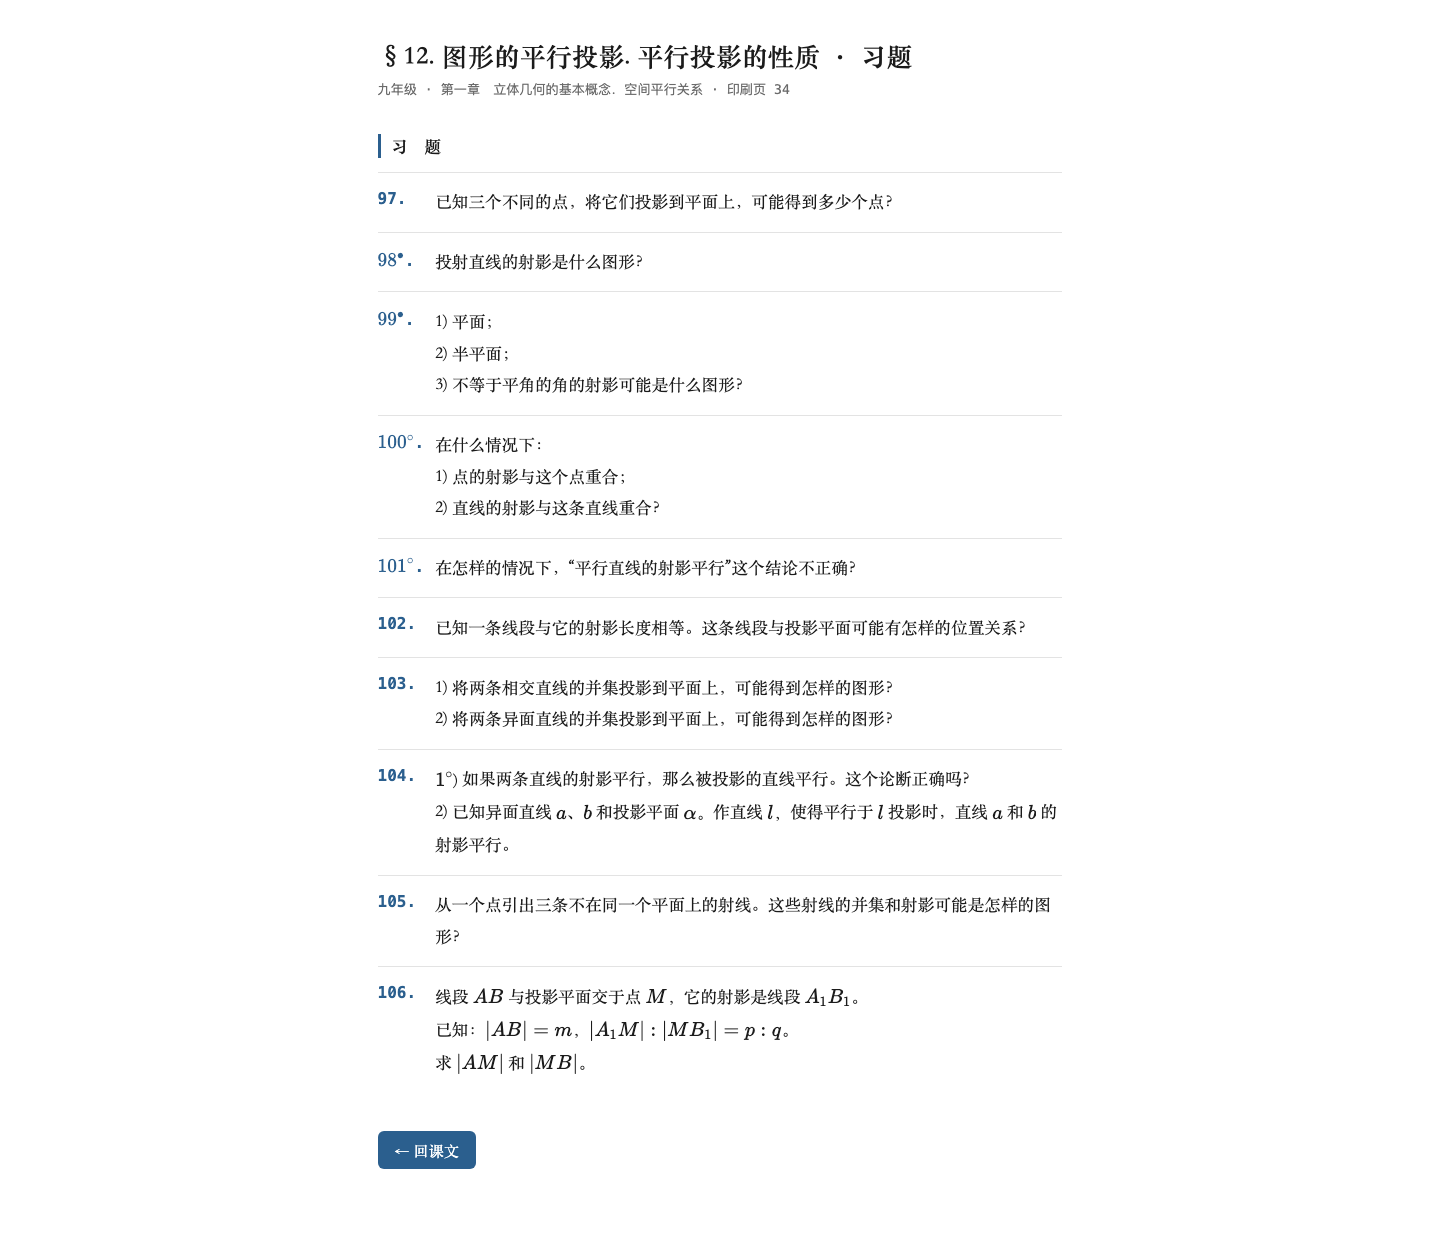 § 12. 图形的平行投影. 平行投影的性质 · 习题
九年级 · 第一章　立体几何的基本概念. 空间平行关系 · 印刷页 34
习　题
97. 已知三个不同的点，将它们投影到平面上，可能得到多少个点？
98•. 投射直线的射影是什么图形？
99•. 1) 平面；
2) 半平面；
3) 不等于平角的角的射影可能是什么图形？
100°. 在什么情况下：
1) 点的射影与这个点重合；
2) 直线的射影与这条直线重合？
101°. 在怎样的情况下，“平行直线的射影平行”这个结论不正确？
102. 已知一条线段与它的射影长度相等。这条线段与投影平面可能有怎样的位置关系？
103. 1) 将两条相交直线的并集投影到平面上，可能得到怎样的图形？
2) 将两条异面直线的并集投影到平面上，可能得到怎样的图形？
104. 1°) 如果两条直线的射影平行，那么被投影的直线平行。这个论断正确吗？
2) 已知异面直线 a、b 和投影平面 α。作直线 l，使得平行于 l 投影时，直线 a 和 b 的
射影平行。
105. 从一个点引出三条不在同一个平面上的射线。这些射线的并集和射影可能是怎样的图
形？
106. 线段 AB 与投影平面交于点 M，它的射影是线段 A₁B₁。
已知：|AB| = m，|A₁M| : |MB₁| = p : q。
求 |AM| 和 |MB|。
← 回课文